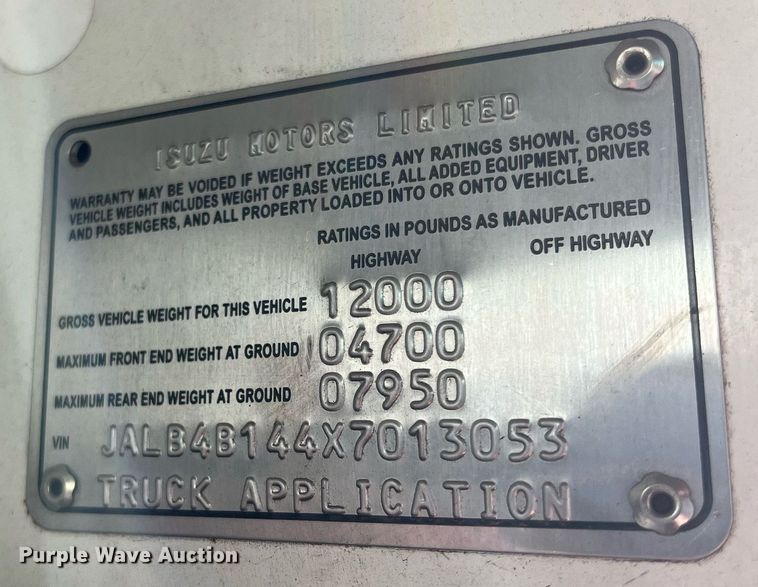 ISUZU MOTORS LIMITED
WARRANTY MAY BE VOIDED IF WEIGHT EXCEEDS ANY RATINGS SHOWN. GROSS
VEHICLE WEIGHT INCLUDES WEIGHT OF BASE VEHICLE, ALL ADDED EQUIPMENT, DRIVER
AND PASSENGERS, AND ALL PROPERTY LOADED INTO OR ONTO VEHICLE.
RATINGS IN POUNDS AS MANUFACTURED
HIGHWAY OFF HIGHWAY
GROSS VEHICLE WEIGHT FOR THIS VEHICLE 12000
MAXIMUM FRONT END WEIGHT AT GROUND 04700
MAXIMUM REAR END WEIGHT AT GROUND 07950
VIN JALB4B144X7013053
TRUCK APPLICATION
Purple Wave Auction